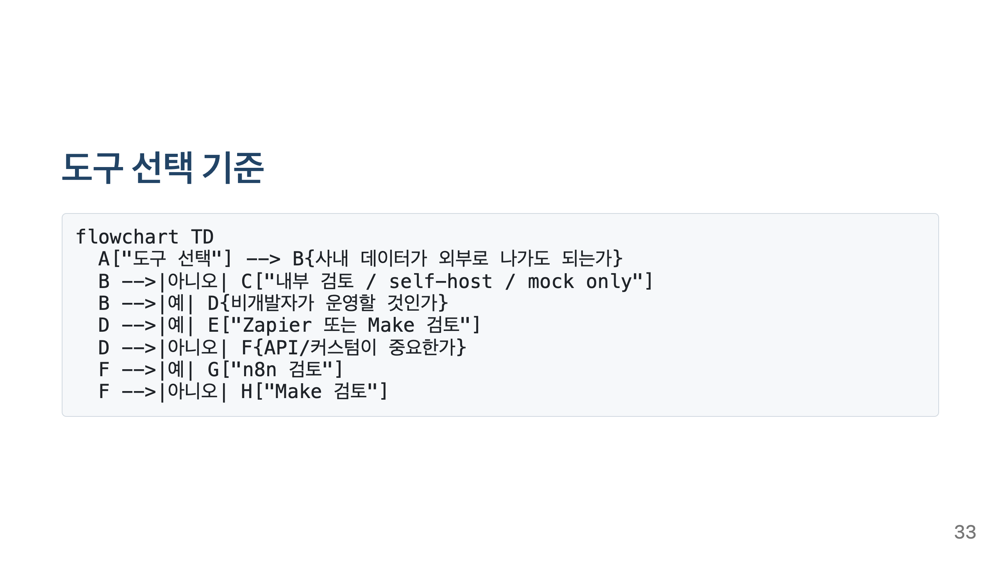 도구 선택 기준
flowchart TD
  A["도구 선택"] --> B{사내 데이터가 외부로 나가도 되는가}
  B -->|아니오| C["내부 검토 / self-host / mock only"]
  B -->|예| D{비개발자가 운영할 것인가}
  D -->|예| E["Zapier 또는 Make 검토"]
  D -->|아니오| F{API/커스텀이 중요한가}
  F -->|예| G["n8n 검토"]
  F -->|아니오| H["Make 검토"]
33